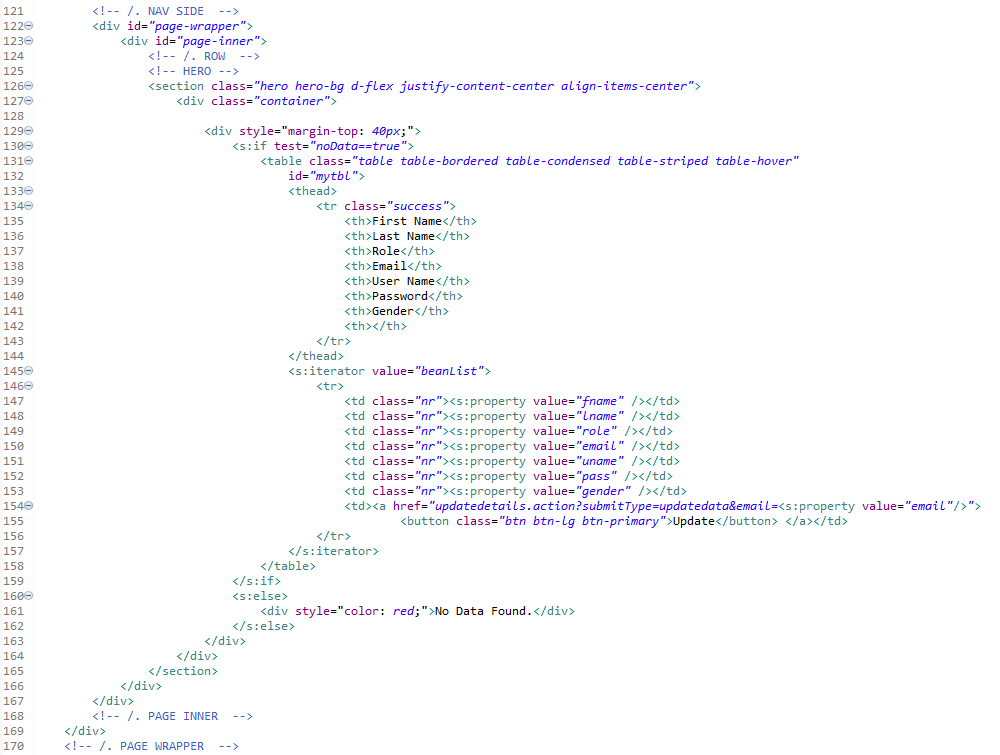 121 <!-- /. NAV SIDE  -->
122 <div id="page-wrapper">
123 <div id="page-inner">
124 <!-- /. ROW  -->
125 <!-- HERO -->
126 <section class="hero hero-bg d-flex justify-content-center align-items-center">
127 <div class="container">
128
129 <div style="margin-top: 40px;">
130 <s:if test="noData==true">
131 <table class="table table-bordered table-condensed table-striped table-hover"
132 id="mytbl">
133 <thead>
134 <tr class="success">
135 <th>First Name</th>
136 <th>Last Name</th>
137 <th>Role</th>
138 <th>Email</th>
139 <th>User Name</th>
140 <th>Password</th>
141 <th>Gender</th>
142 <th></th>
143 </tr>
144 </thead>
145 <s:iterator value="beanList">
146 <tr>
147 <td class="nr"><s:property value="fname" /></td>
148 <td class="nr"><s:property value="lname" /></td>
149 <td class="nr"><s:property value="role" /></td>
150 <td class="nr"><s:property value="email" /></td>
151 <td class="nr"><s:property value="uname" /></td>
152 <td class="nr"><s:property value="pass" /></td>
153 <td class="nr"><s:property value="gender" /></td>
154 <td><a href="updatedetails.action?submitType=updatedata&email=<s:property value="email"/>">
155 <button class="btn btn-lg btn-primary">Update</button> </a></td>
156 </tr>
157 </s:iterator>
158 </table>
159 </s:if>
160 <s:else>
161 <div style="color: red;">No Data Found.</div>
162 </s:else>
163 </div>
164 </div>
165 </section>
166 </div>
167 </div>
168 <!-- /. PAGE INNER  -->
169 </div>
170 <!-- /. PAGE WRAPPER  -->